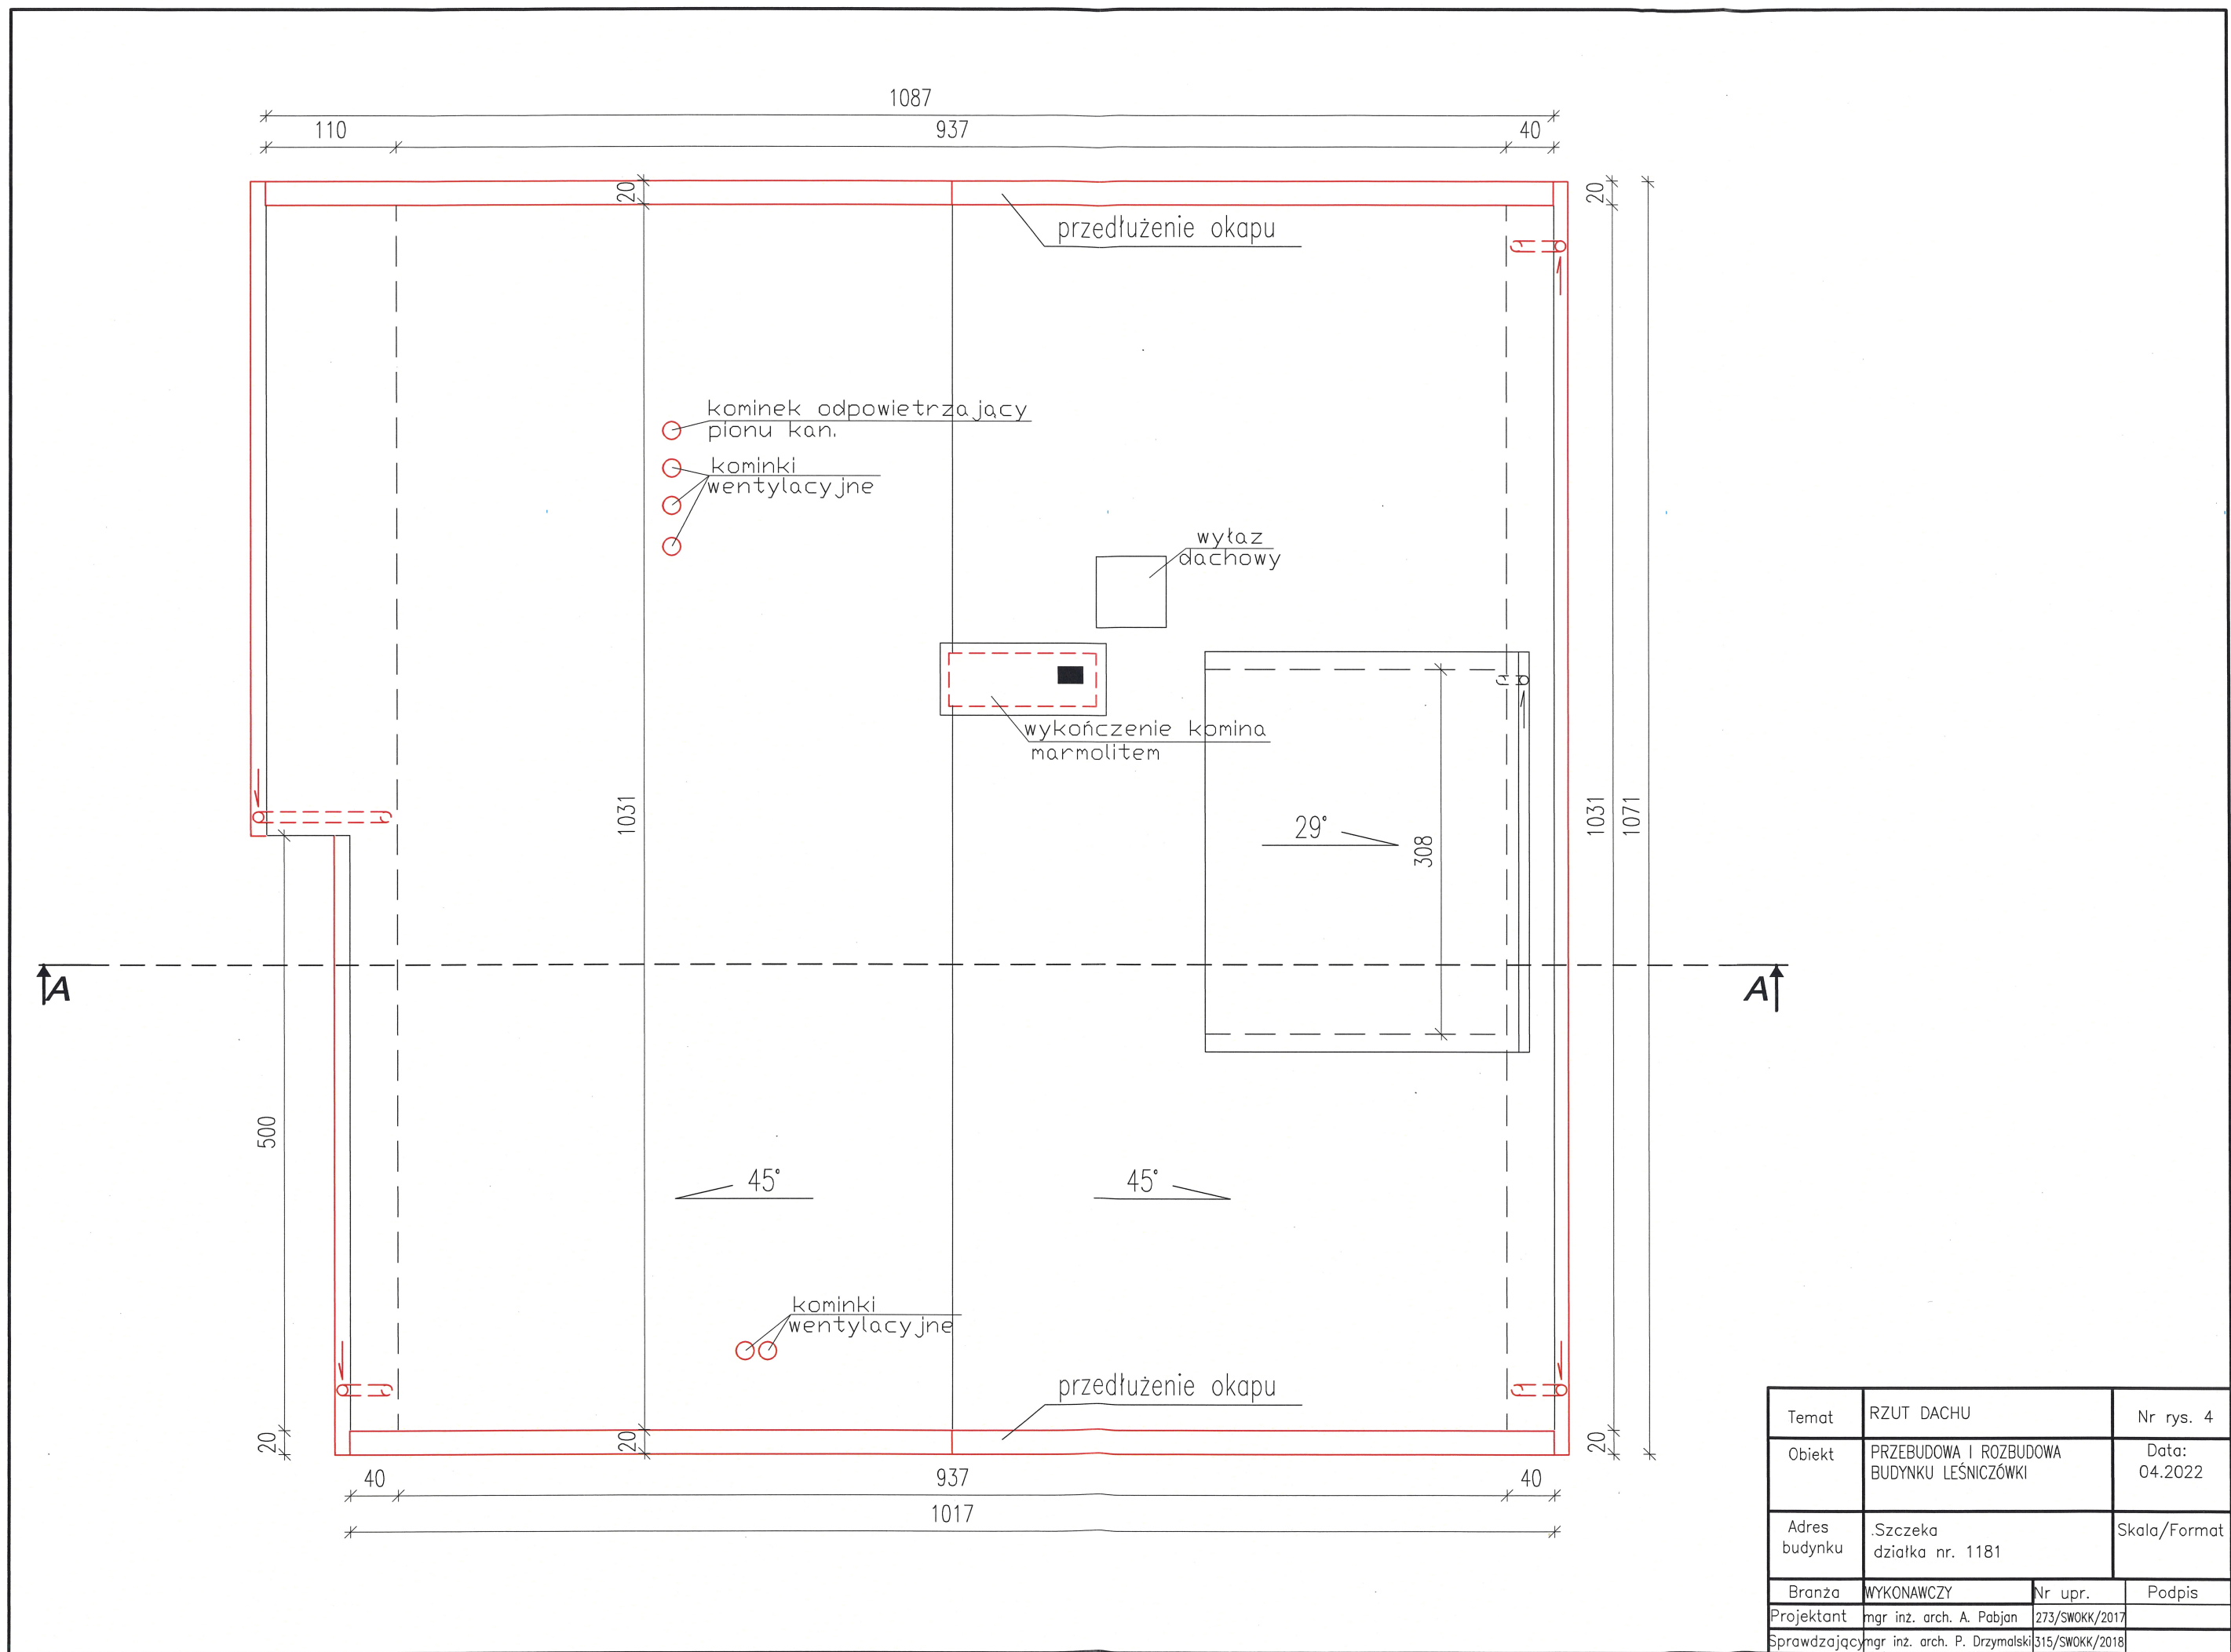 1087
110
937
40
20
20
przedłużenie okapu
kominek odpowietrzający
pionu kan.
kominki
wentylacyjne
wyłaz
dachowy
wykończenie komina
marmolitem
1031
29°
308
1031
1071
A
A
500
45°
45°
kominki
wentylacyjne
przedłużenie okapu
20
20
20
40
937
40
1017
Temat
RZUT DACHU
Nr rys. 4
Obiekt
PRZEBUDOWA I ROZBUDOWA
BUDYNKU LEŚNICZÓWKI
Data:
04.2022
Adres
budynku
.Szczeka
działka nr. 1181
Skala/Format
Branża
WYKONAWCZY
Nr upr.
Podpis
Projektant
mgr inż. arch. A. Pabjan
273/SWOKK/2017
Sprawdzający
mgr inż. arch. P. Drzymalski
315/SWOKK/2018